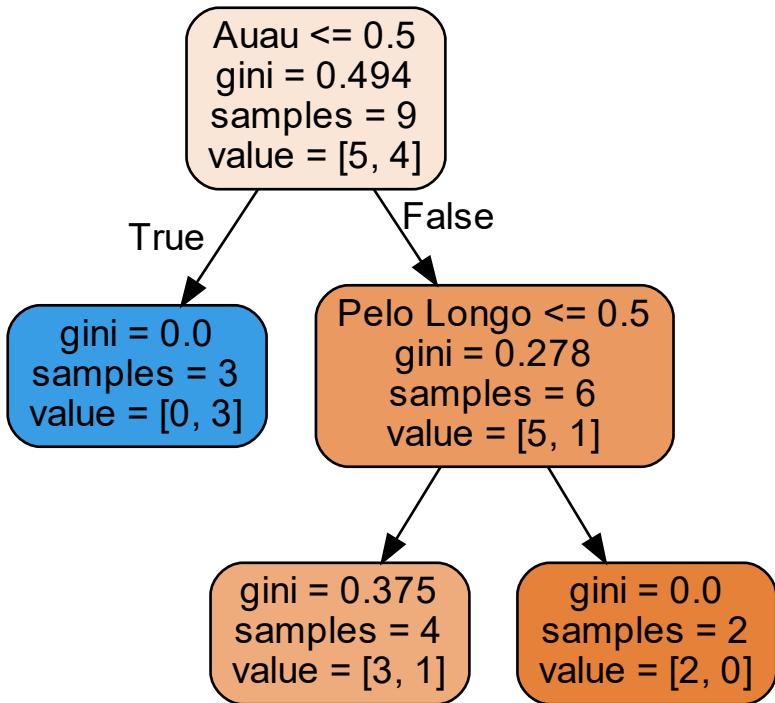 Auau <= 0.5
gini = 0.494
samples = 9
value = [5, 4]
True
False
gini = 0.0
samples = 3
value = [0, 3]
Pelo Longo <= 0.5
gini = 0.278
samples = 6
value = [5, 1]
gini = 0.375
samples = 4
value = [3, 1]
gini = 0.0
samples = 2
value = [2, 0]